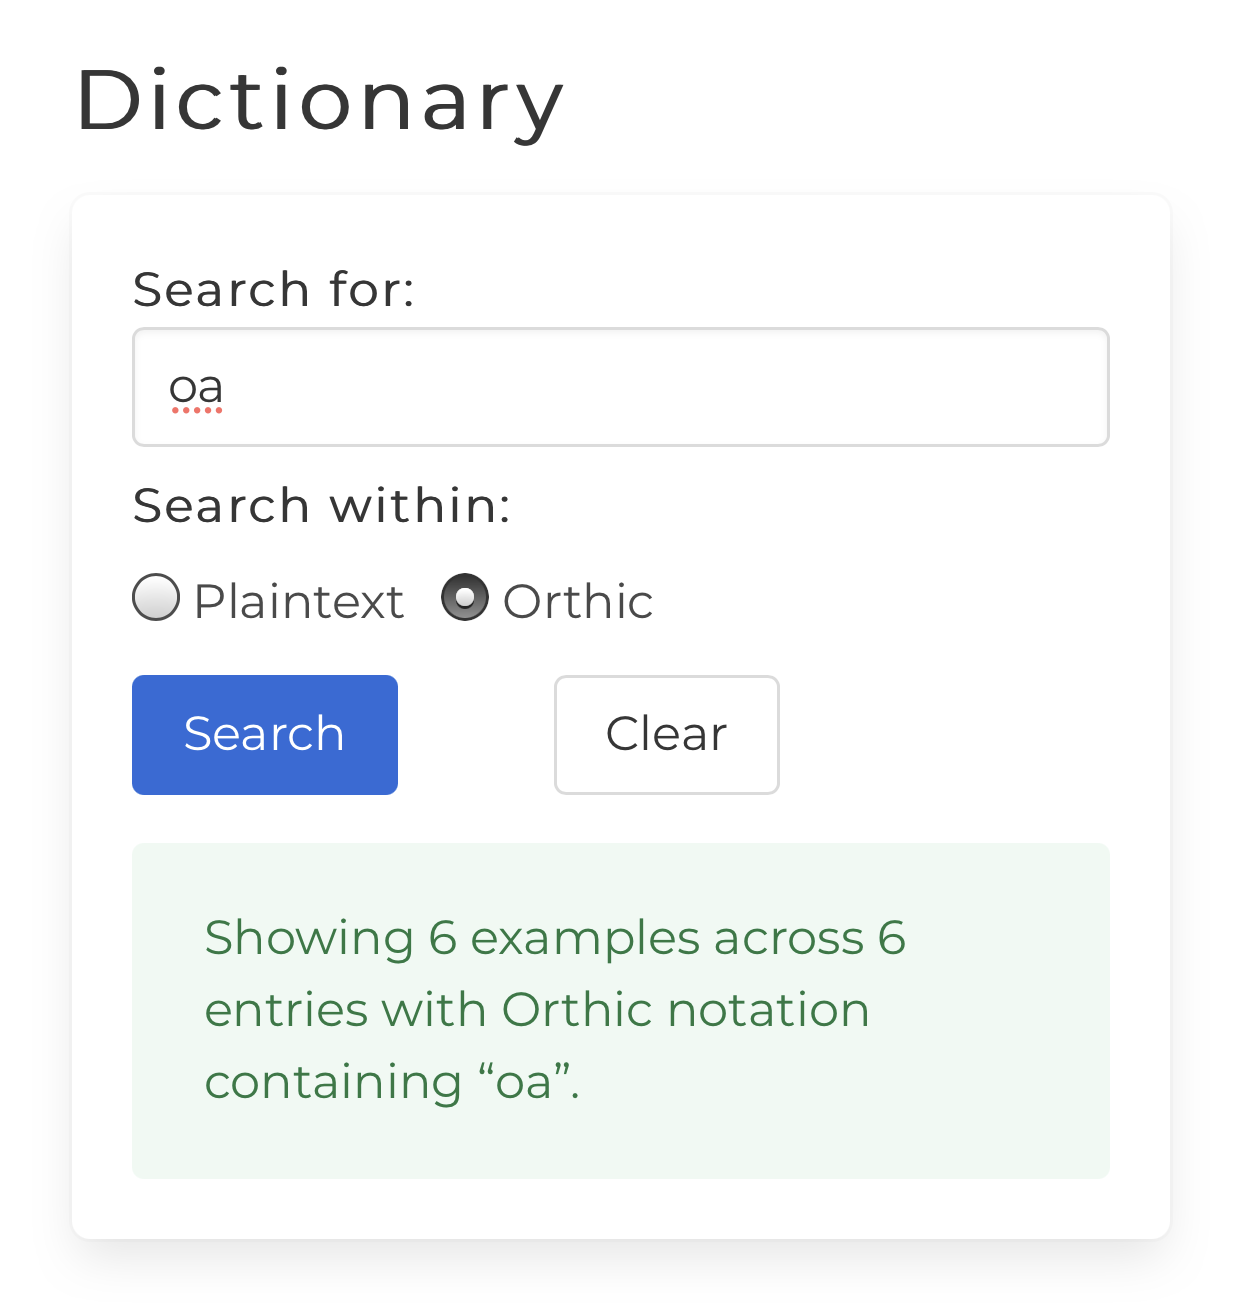 Dictionary
Search for:
oa
Search within:
Plaintext Orthic
Search Clear
Showing 6 examples across 6
entries with Orthic notation
containing “oa”.